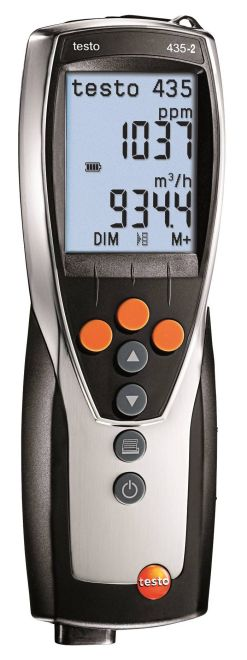 testo 435-2
testo 435
ppm
1037
m³/h
934.4
DIM M+
testo